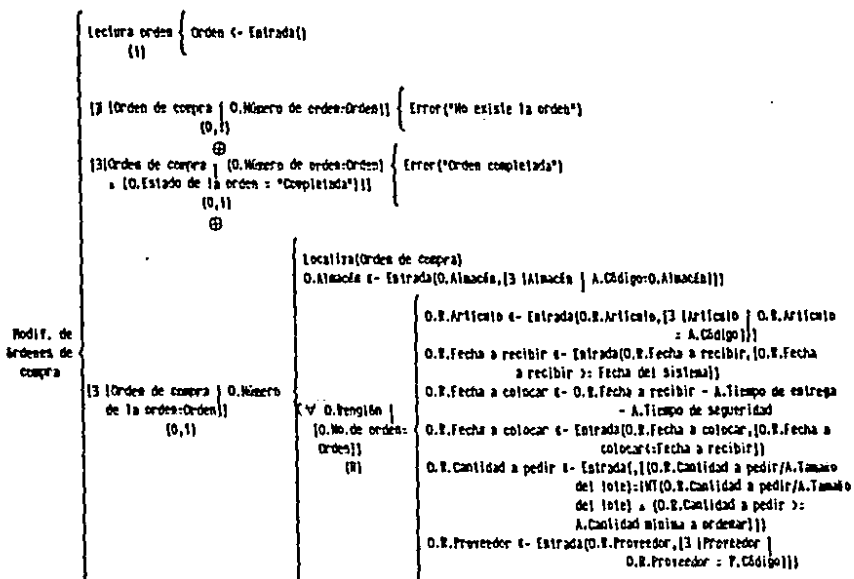 Lectura orden { Orden <- Entrada()
(1)
[∄ {Orden de compra | O.Número de orden=Orden}] { Error("No existe la orden")
(0,1)
⊕
[∃{Orden de compra | (O.Número de orden=Orden) { Error("Orden completada")
& (O.Estado de la orden = "Completada")}]
(0,1)
⊕
Localiza(Orden de compra)
O.Almacén <- Entrada(O.Almacén,[∃ {Almacén | A.Código=O.Almacén}])
Modif. de
órdenes de
compra
[∃ {Orden de compra | O.Número
de la orden=Orden}]
(0,1)
(∀ O.Renglón |
[O.No.de orden=
Orden])
(R)
O.R.Artículo <- Entrada(O.R.Artículo,[∃ {Artículo | O.R.Artículo
= A.Código}])
O.R.Fecha a recibir <- Entrada(O.R.Fecha a recibir,[O.Fecha
a recibir >= Fecha del sistema])
O.R.Fecha a colocar <- O.R.Fecha a recibir - A.Tiempo de entrega
- A.Tiempo de segueridad
O.R.Fecha a colocar <- Entrada(O.R.Fecha a colocar,[O.R.Fecha a
colocar<=Fecha a recibir])
O.R.Cantidad a pedir <- Entrada(,[(O.R.Cantidad a pedir/A.Tamaño
del lote)=INT(O.R.Cantidad a pedir/A.Tamaño
del lote) & (O.R.Cantidad a pedir >=
A.Cantidad mínima a ordenar)])
O.R.Proveedor <- Entrada(O.R.Proveedor,[∃ {Proveedor |
O.R.Proveedor = P.Código}])